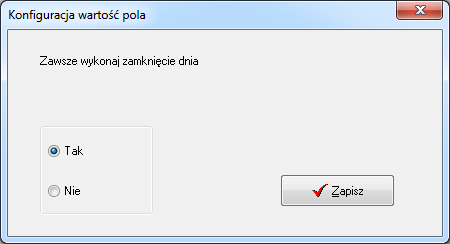 Konfiguracja wartość pola
Zawsze wykonaj zamknięcie dnia
Tak
Nie
Zapisz